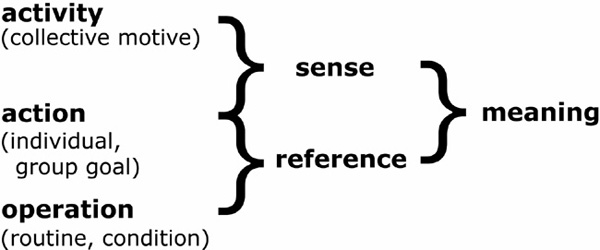 activity
(collective motive)
sense
meaning
action
(individual,
group goal)
reference
operation
(routine, condition)